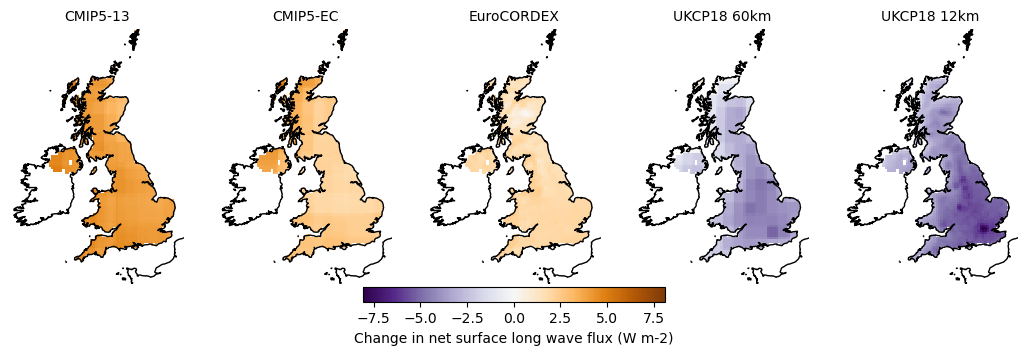 CMIP5-13 CMIP5-EC EuroCORDEX UKCP18 60km UKCP18 12km
−7.5 −5.0 −2.5 0.0 2.5 5.0 7.5
Change in net surface long wave flux (W m-2)